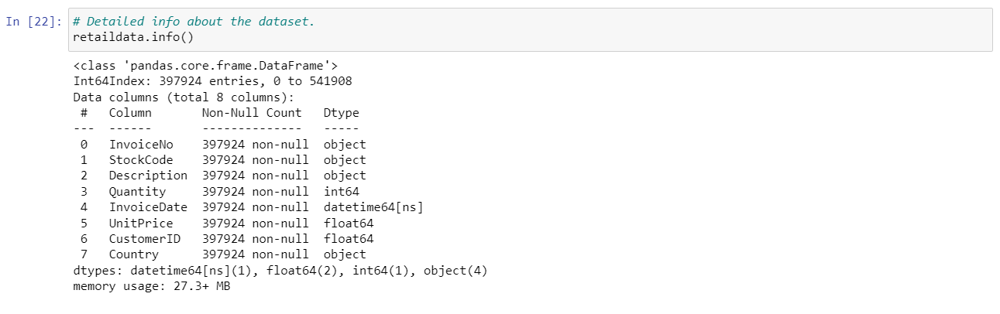 In [22]: # Detailed info about the dataset.
retaildata.info()
<class 'pandas.core.frame.DataFrame'>
Int64Index: 397924 entries, 0 to 541908
Data columns (total 8 columns):
 #   Column       Non-Null Count   Dtype
---  ------       --------------   -----
 0   InvoiceNo    397924 non-null  object
 1   StockCode    397924 non-null  object
 2   Description  397924 non-null  object
 3   Quantity     397924 non-null  int64
 4   InvoiceDate  397924 non-null  datetime64[ns]
 5   UnitPrice    397924 non-null  float64
 6   CustomerID   397924 non-null  float64
 7   Country      397924 non-null  object
dtypes: datetime64[ns](1), float64(2), int64(1), object(4)
memory usage: 27.3+ MB